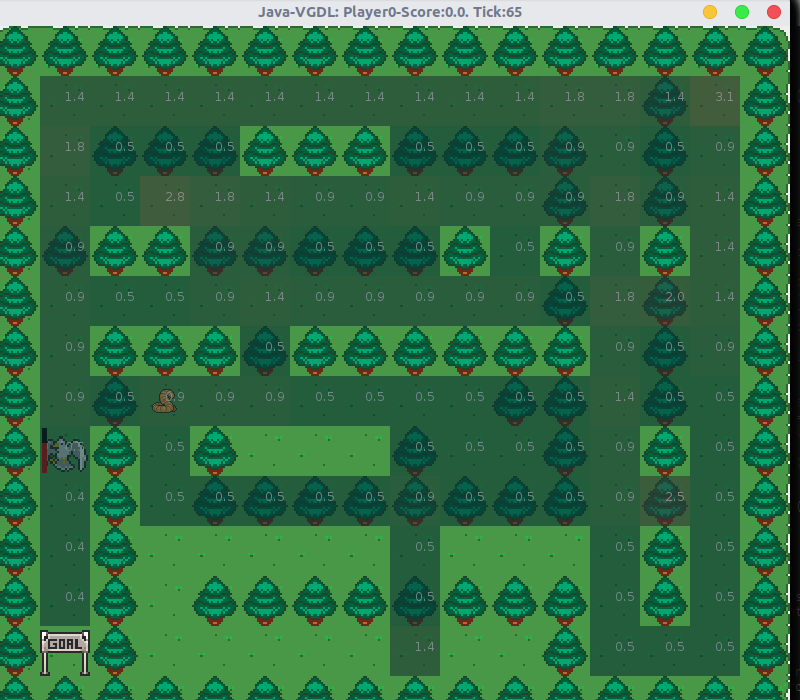 Java-VGDL: Player0-Score:0.0. Tick:65
1.4 1.4 1.4 1.4 1.4 1.4 1.4 1.4 1.4 1.4 1.8 1.8 1.4 3.1
1.8 0.5 0.5 0.5 0.5 0.5 0.5 0.9 0.9 0.5 0.9
1.4 0.5 2.8 1.8 1.4 0.9 0.9 1.4 0.9 0.9 0.9 1.8 0.9 1.4
0.9 0.9 0.9 0.5 0.5 0.5 0.5 0.9 1.4
0.9 0.5 0.5 0.9 1.4 0.9 0.9 0.9 0.9 0.9 0.5 1.8 2.0 1.4
0.9 0.5 0.9 0.5 0.9
0.9 0.5 0.9 0.9 0.5 0.5 0.5 0.5 0.5 0.5 1.4 0.5 0.5
0.5 0.5 0.5 0.5 0.9 0.5
0.4 0.5 0.5 0.5 0.5 0.5 0.9 0.5 0.5 0.5 0.9 2.5 0.5
0.4 0.5 0.5 0.5
0.4 0.5 0.5 0.5
GOAL 1.4 0.5 0.5 0.5